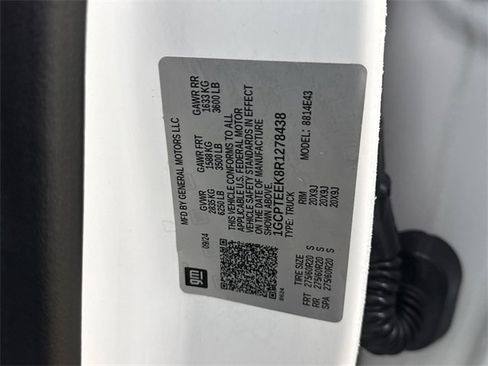 gm
MFD BY GENERAL MOTORS LLC
09/24
GVWR GAWR FRT GAWR RR
2835 KG 1588 KG 1633 KG
6250 LB 3500 LB 3600 LB
THIS VEHICLE CONFORMS TO ALL
APPLICABLE U.S. FEDERAL MOTOR
VEHICLE SAFETY STANDARDS IN EFFECT
ON THE DATE OF MANUFACTURE
SHOWN ABOVE.
1GCPTEEK8R1278438
TYPE: TRUCK MODEL: 8814E43
TIRE SIZE RIM
FRT 275/60R20 S 20X9J
RR 275/60R20 S 20X9J
SPA 275/60R20 S 20X9J